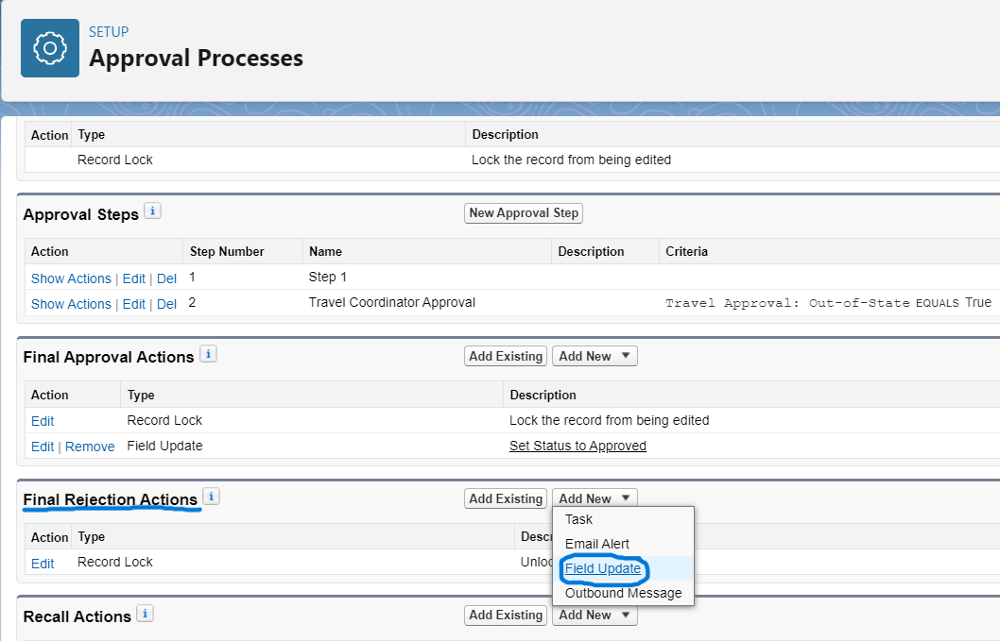 SETUP
Approval Processes
Action Type Description
Record Lock Lock the record from being edited
Approval Steps i New Approval Step
Action Step Number Name Description Criteria
Show Actions | Edit | Del 1 Step 1
Show Actions | Edit | Del 2 Travel Coordinator Approval Travel Approval: Out-of-State EQUALS True
Final Approval Actions i Add Existing Add New ▼
Action Type Description
Edit Record Lock Lock the record from being edited
Edit | Remove Field Update Set Status to Approved
Final Rejection Actions i Add Existing Add New ▼
Task
Action Type Descr
Email Alert
Edit Record Lock Unloc
Field Update
Outbound Message
Recall Actions i Add Existing Add New ▼